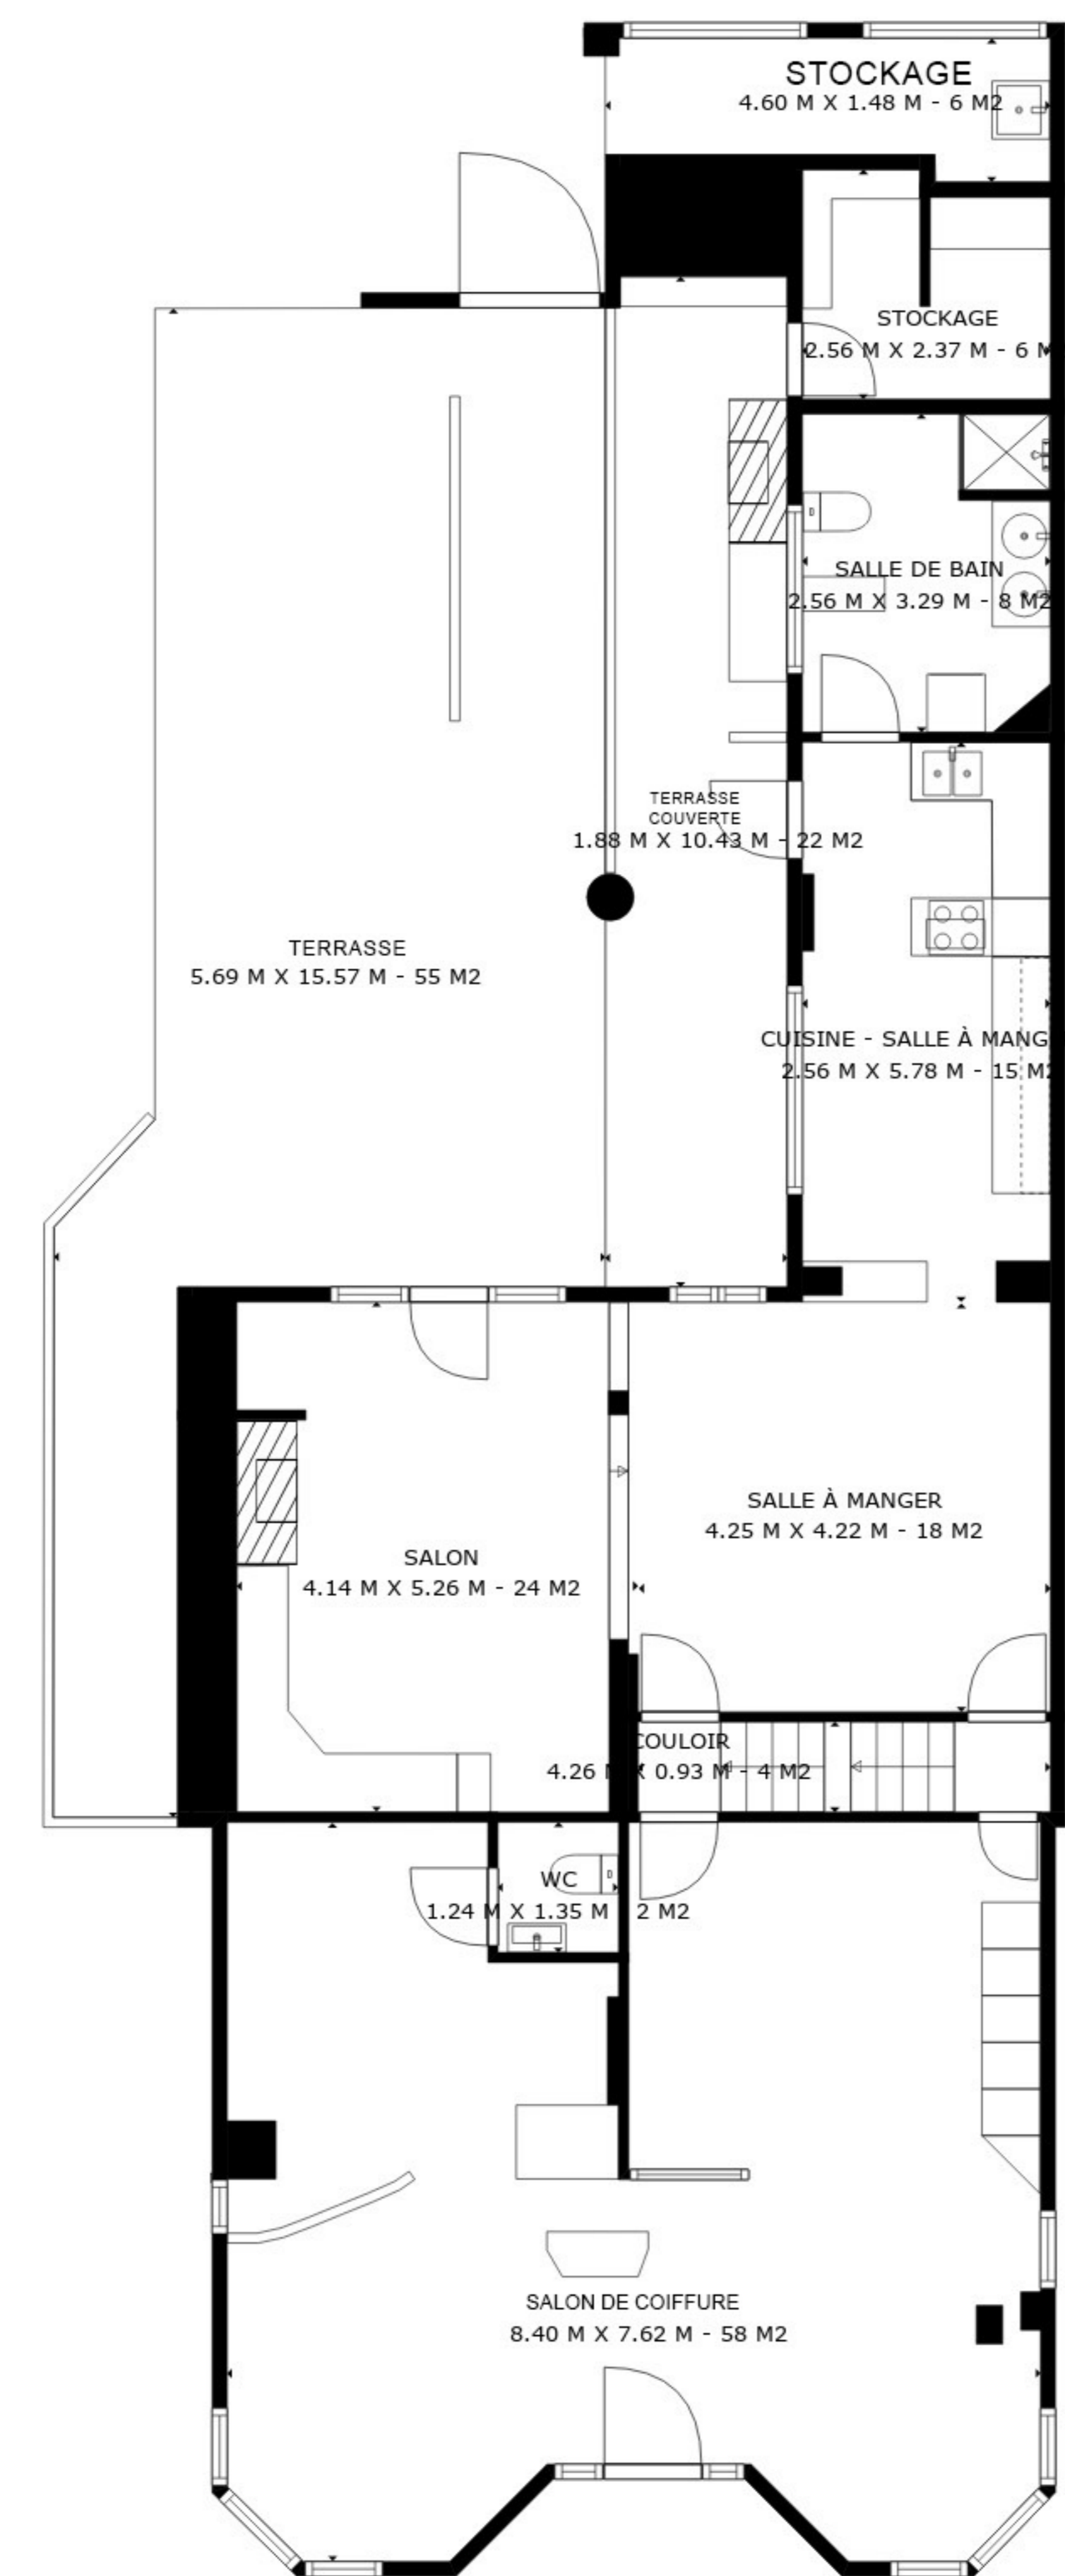 STOCKAGE
4.60 M X 1.48 M - 6 M2
STOCKAGE
2.56 M X 2.37 M - 6 M
SALLE DE BAIN
2.56 M X 3.29 M - 8 M2
TERRASSE
COUVERTE
1.88 M X 10.43 M - 22 M2
TERRASSE
5.69 M X 15.57 M - 55 M2
CUISINE - SALLE À MANG
2.56 M X 5.78 M - 15 M2
SALLE À MANGER
4.25 M X 4.22 M - 18 M2
SALON
4.14 M X 5.26 M - 24 M2
COULOIR
4.26 M X 0.93 M - 4 M2
WC
1.24 M X 1.35 M - 2 M2
SALON DE COIFFURE
8.40 M X 7.62 M - 58 M2